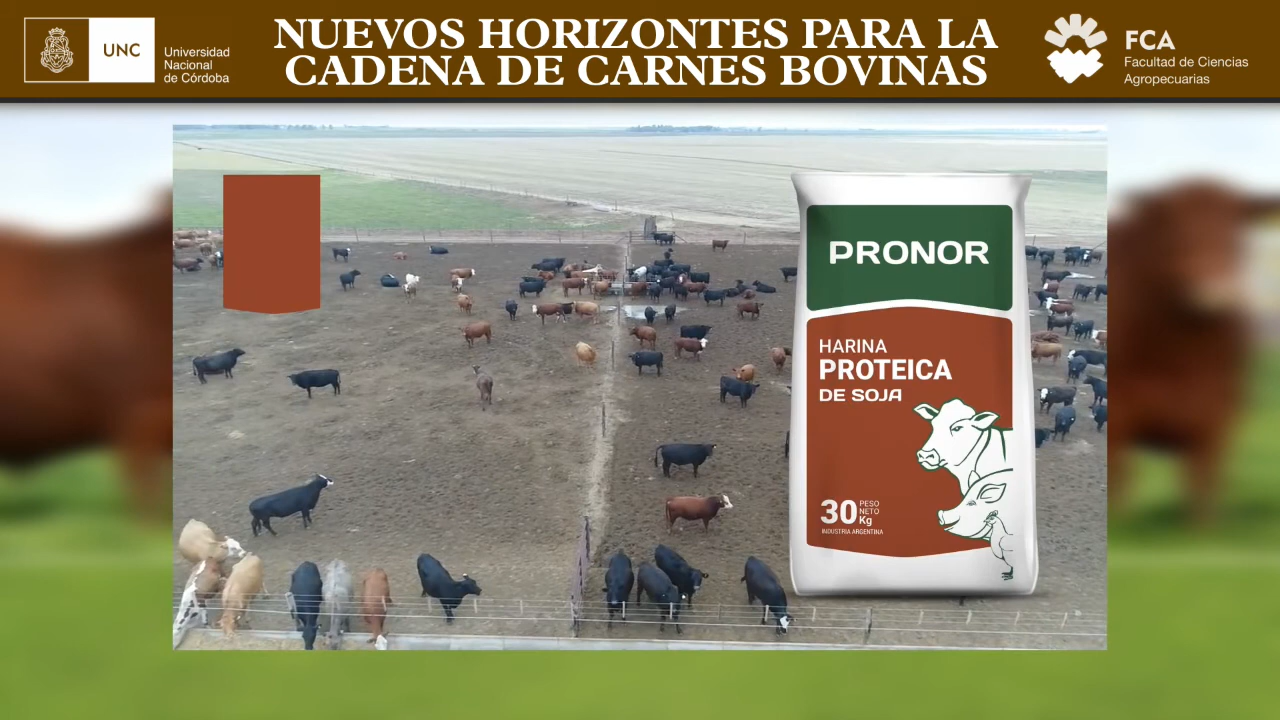 UNC
Universidad
Nacional
de Córdoba
NUEVOS HORIZONTES PARA LA
CADENA DE CARNES BOVINAS
FCA
Facultad de Ciencias
Agropecuarias
PRONOR
HARINA
PROTEICA
DE SOJA
30 PESO NETO Kg
INDUSTRIA ARGENTINA